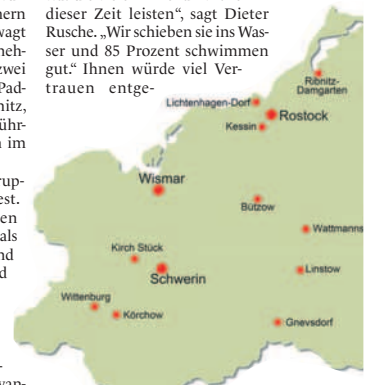 dieser Zeit leisten“, sagt Dieter
Rusche. „Wir schieben sie ins Was-
ser und 85 Prozent schwimmen
gut.“ Ihnen würde viel Ver-
trauen entge-
Ribnitz-
Damgarten
Lichtenhagen-Dorf
Rostock
Kessin
Wismar
Bützow
Kirch Stück
Schwerin
Linstow
Wittenburg
Körchow
Gnevsdorf
im
als